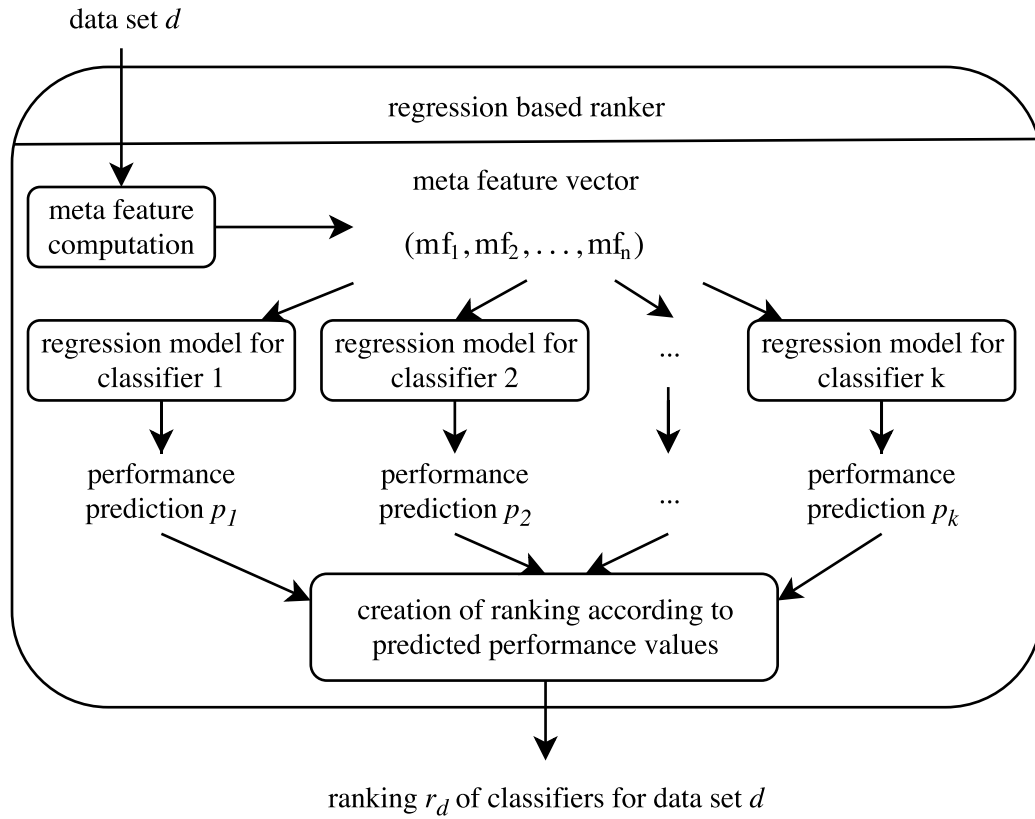 data set d
regression based ranker
meta feature
computation
meta feature vector
(mf₁, mf₂, . . . , mfₙ)
regression model for
classifier 1
regression model for
classifier 2
...
regression model for
classifier k
performance
prediction p₁
performance
prediction p₂
...
performance
prediction pₖ
creation of ranking according to
predicted performance values
ranking r_d of classifiers for data set d